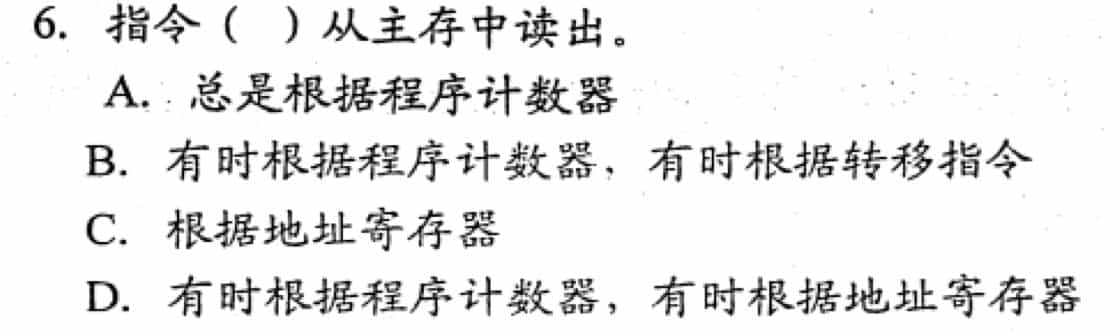 6. 指令（ ）从主存中读出。
A. 总是根据程序计数器
B. 有时根据程序计数器，有时根据转移指令
C. 根据地址寄存器
D. 有时根据程序计数器，有时根据地址寄存器